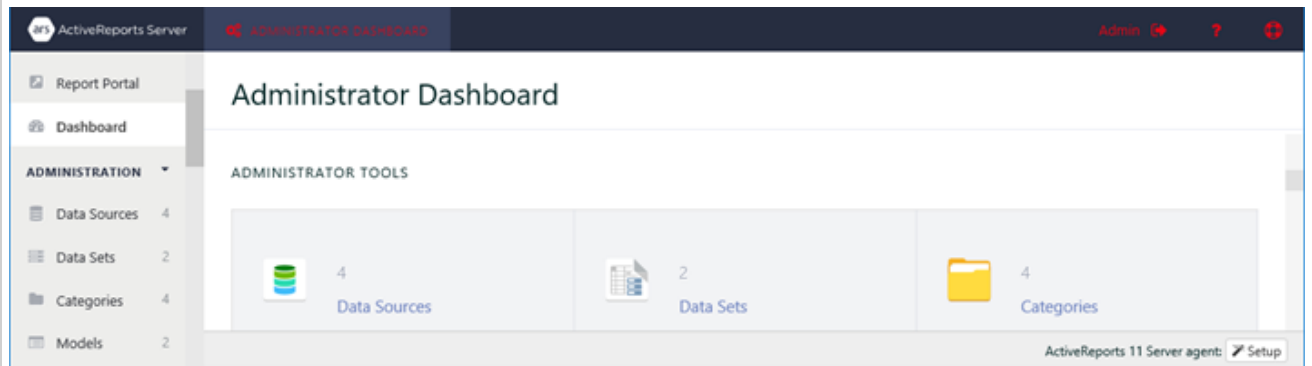 ars ActiveReports Server
ADMINISTRATOR DASHBOARD
Admin
?
Report Portal
Dashboard
ADMINISTRATION
Data Sources 4
Data Sets 2
Categories 4
Models 2
Administrator Dashboard
ADMINISTRATOR TOOLS
4
Data Sources
2
Data Sets
4
Categories
ActiveReports 11 Server agent: Setup